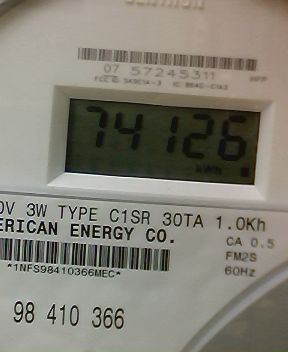 07 57245311
74126
kWh
0V 3W TYPE C1SR 30TA 1.0Kh
ERICAN ENERGY CO.
CA 0.5
FM2S
*1NFS98410366MEC*
60Hz
98 410 366